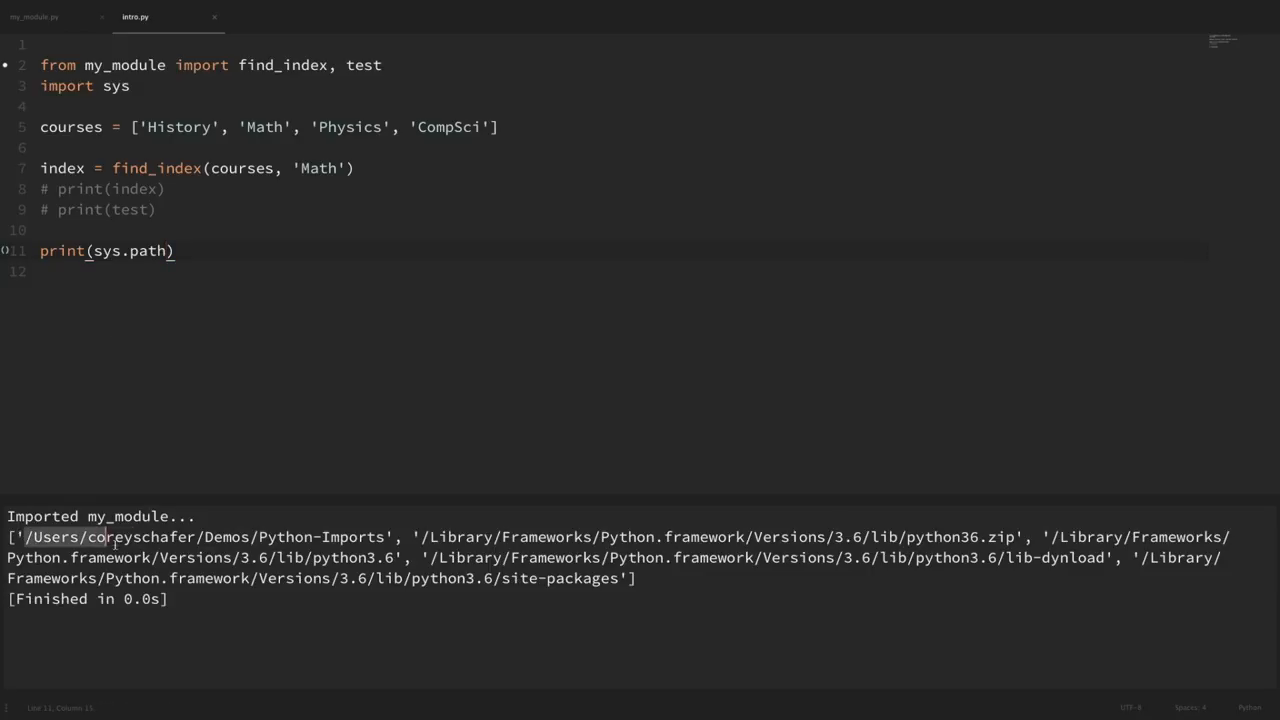 my_module.py × intro.py ×
1
2 from my_module import find_index, test
3 import sys
4
5 courses = ['History', 'Math', 'Physics', 'CompSci']
6
7 index = find_index(courses, 'Math')
8 # print(index)
9 # print(test)
10
11 print(sys.path)
12
Imported my_module...
['/Users/coreyschafer/Demos/Python-Imports', '/Library/Frameworks/Python.framework/Versions/3.6/lib/python36.zip', '/Library/Frameworks/
Python.framework/Versions/3.6/lib/python3.6', '/Library/Frameworks/Python.framework/Versions/3.6/lib/python3.6/lib-dynload', '/Library/
Frameworks/Python.framework/Versions/3.6/lib/python3.6/site-packages']
[Finished in 0.0s]
Line 11, Column 15. UTF-8 Spaces: 4 Python